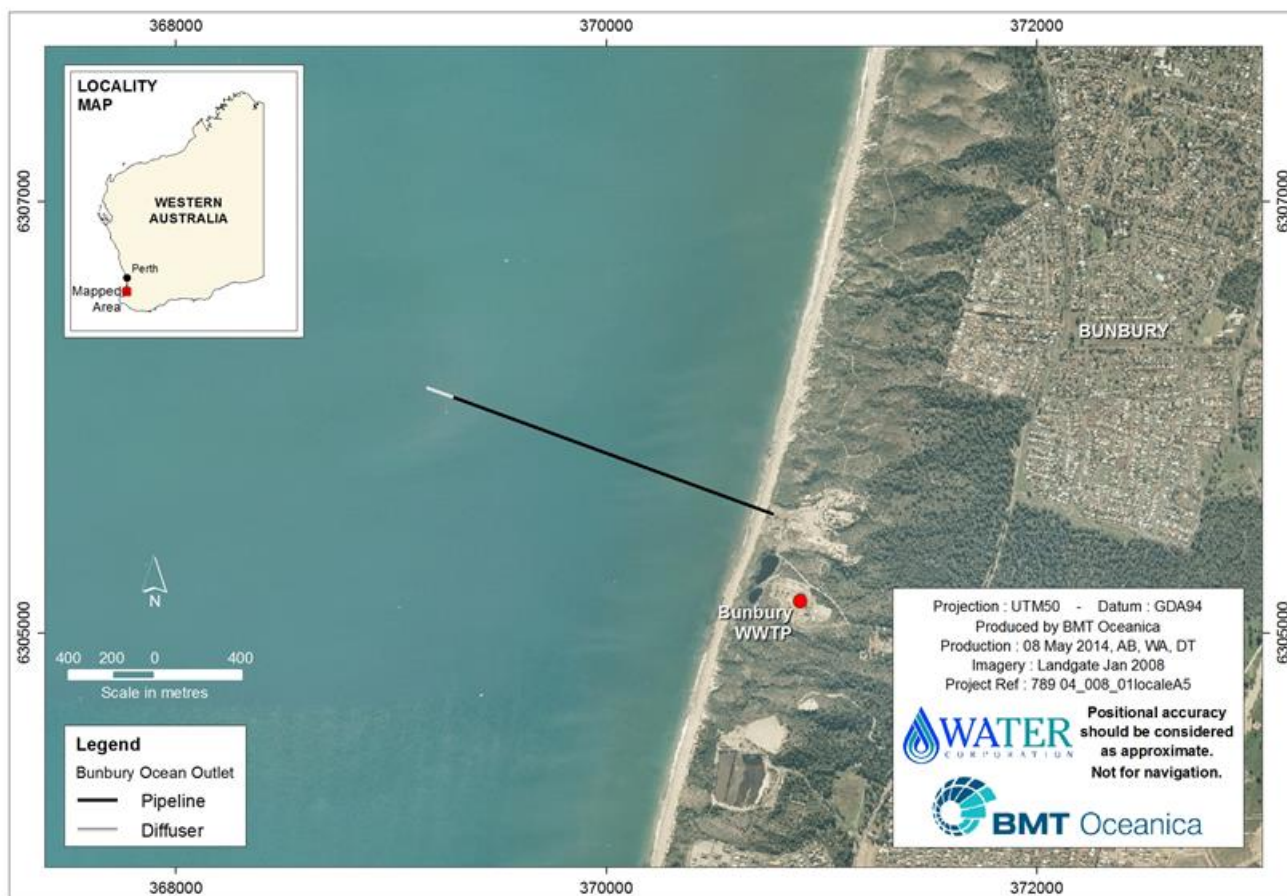 368000
370000
372000
LOCALITY
MAP
WESTERN
AUSTRALIA
Perth
Mapped
Area
6307000
6307000
BUNBURY
Bunbury
WWTP
6305000
6305000
N
400 200 0 400
Scale in metres
Legend
Bunbury Ocean Outlet
Pipeline
Diffuser
Projection : UTM50 - Datum : GDA94
Produced by BMT Oceanica
Production : 08 May 2014, AB, WA, DT
Imagery : Landgate Jan 2008
Project Ref : 789 04_008_01localeA5
WATER
CORPORATION
Positional accuracy
should be considered
as approximate.
Not for navigation.
BMT Oceanica
368000
370000
372000